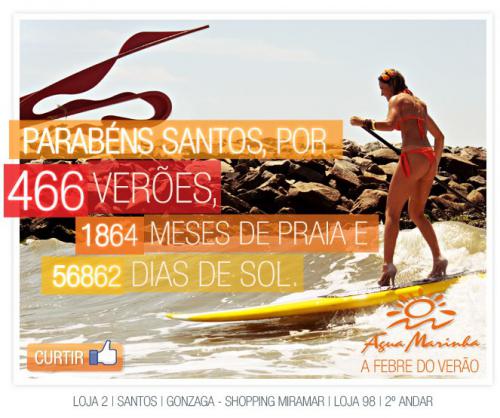 PARABÉNS SANTOS, POR
466 VERÕES,
1864 MESES DE PRAIA E
56862 DIAS DE SOL.
Agua Marinha
A FEBRE DO VERÃO
CURTIR
LOJA 2 | SANTOS | GONZAGA - SHOPPING MIRAMAR | LOJA 98 | 2º ANDAR